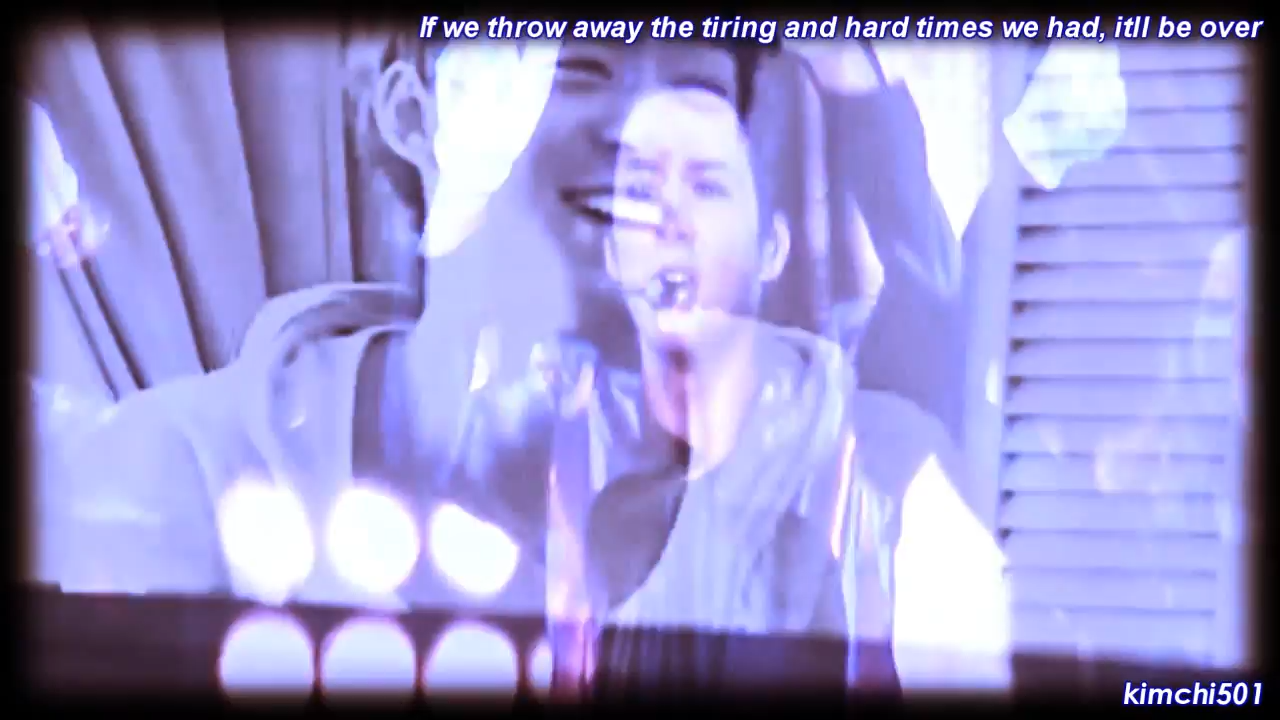 If we throw away the tiring and hard times we had, itll be over
kimchi501